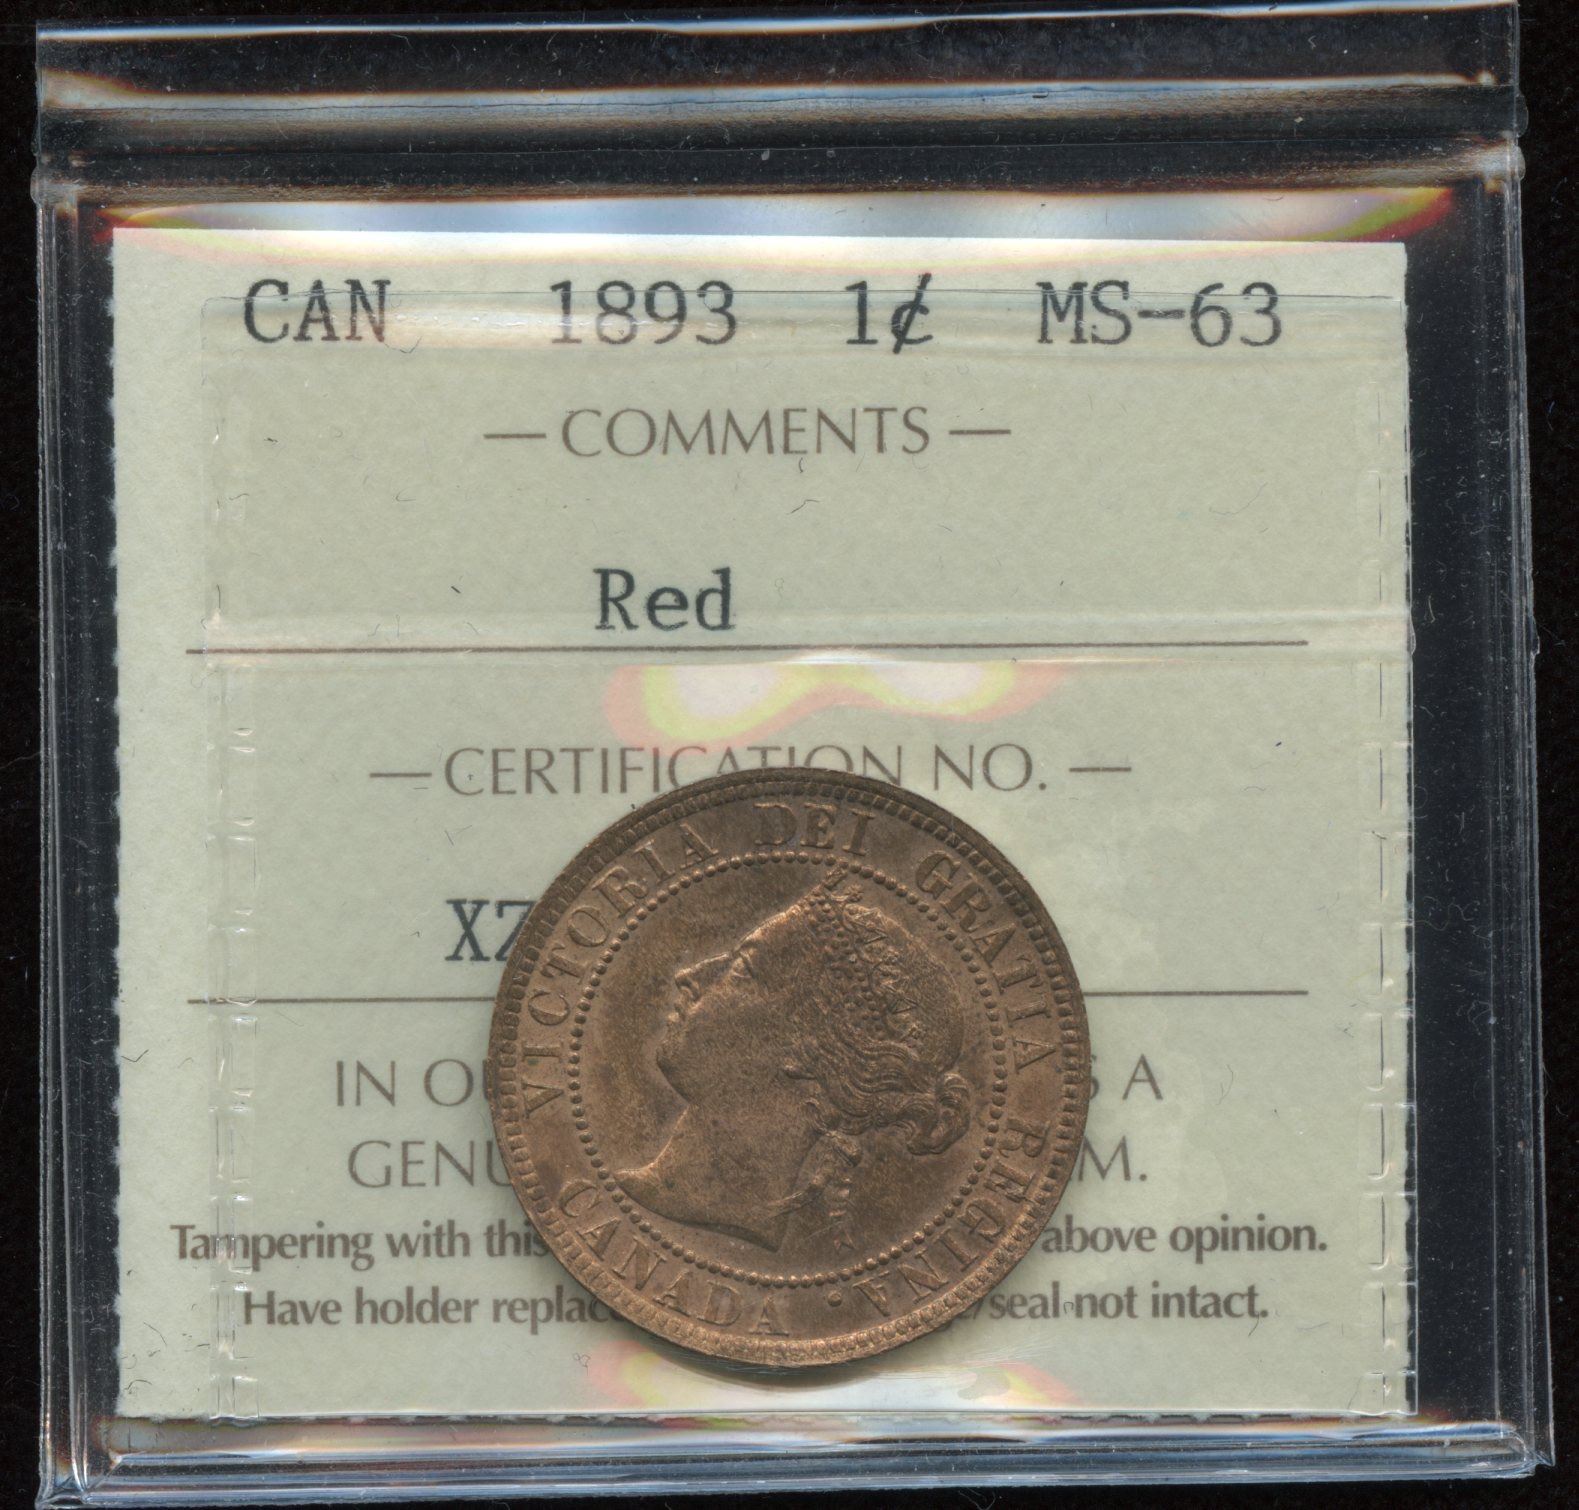 CAN 1893 1¢ MS-63
— COMMENTS —
Red
— CERTIFICATION NO. —
XZ
VICTORIA DEI GRATIA REGINA
CANADA
IN O S A
GENU M.
Tampering with this above opinion.
Have holder replac /seal not intact.